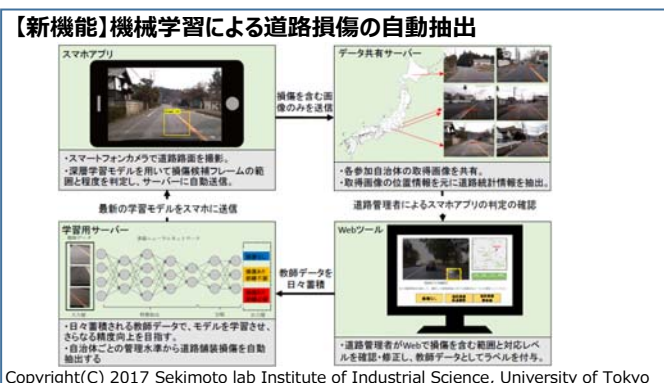 【新機能】機械学習による道路損傷の自動抽出
スマホアプリ
・スマートフォンカメラで道路路面を撮影。
・深層学習モデルを用いて損傷候補フレームの範
囲と程度を判定し、サーバーに自動送信。
損傷を含む画
像のみを送信
データ共有サーバー
・各参加自治体の取得画像を共有。
・取得画像の位置情報を元に道路統計情報を抽出。
最新の学習モデルをスマホに送信
道路管理者によるスマホアプリの判定の確認
学習用サーバー
・日々蓄積される教師データで、モデルを学習させ、
さらなる精度向上を目指す。
・自治体ごとの管理水準から道路舗装損傷を自動
抽出する
教師データを
日々蓄積
Webツール
・道路管理者がWebで損傷を含む範囲と対応レベ
ルを確認・修正し、教師データとしてラベルを付与。
Copyright(C) 2017 Sekimoto lab Institute of Industrial Science, University of Tokyo